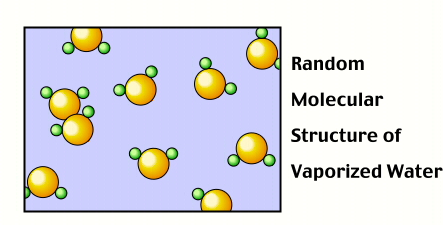 Random
Molecular
Structure of
Vaporized Water